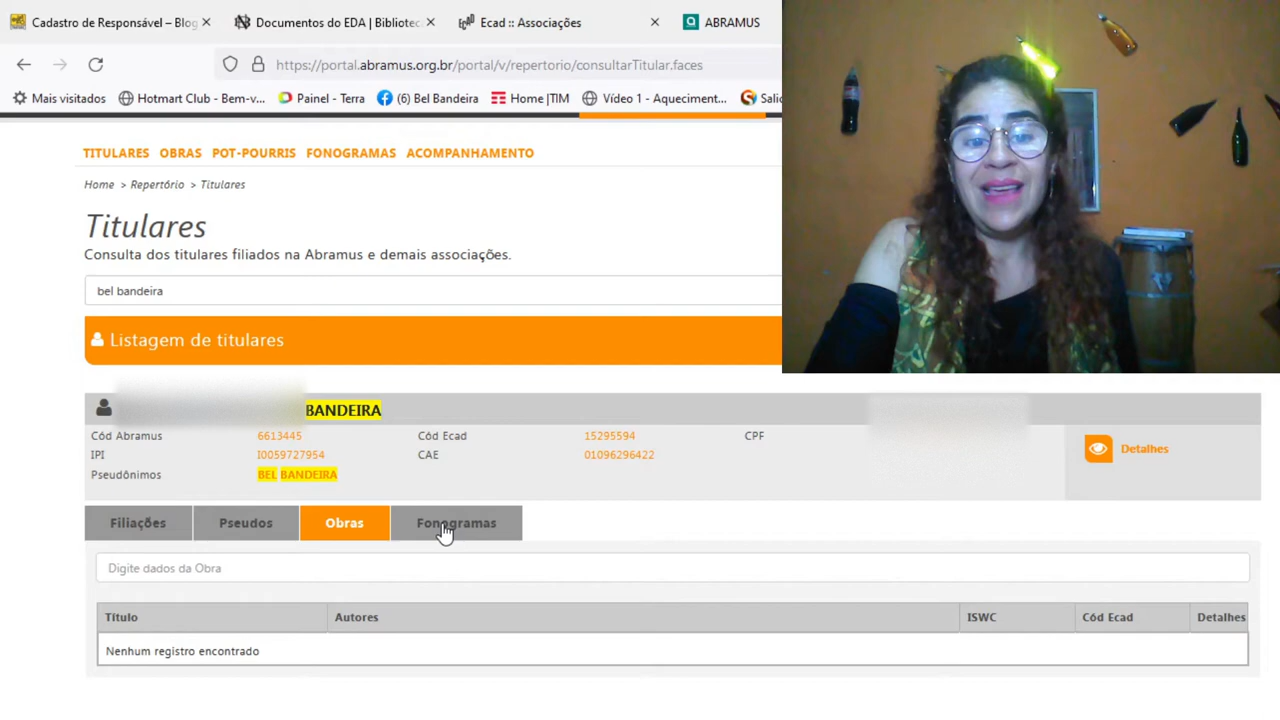 Cadastro de Responsável – Blog
Documentos do EDA | Bibliotec
Ecad :: Associações
ABRAMUS
https://portal.abramus.org.br/portal/v/repertorio/consultarTitular.faces
Mais visitados
Hotmart Club - Bem-v...
Painel - Terra
(6) Bel Bandeira
Home |TIM
Vídeo 1 - Aqueciment...
Salic
TITULARES OBRAS POT-POURRIS FONOGRAMAS ACOMPANHAMENTO
Home > Repertório > Titulares
Titulares
Consulta dos titulares filiados na Abramus e demais associações.
bel bandeira
Listagem de titulares
BANDEIRA
Cód Abramus 6613445 Cód Ecad 15295594 CPF
IPI I0059727954 CAE 01096296422
Detalhes
Pseudônimos BEL BANDEIRA
Filiações Pseudos Obras Fonogramas
Digite dados da Obra
Título Autores ISWC Cód Ecad Detalhes
Nenhum registro encontrado